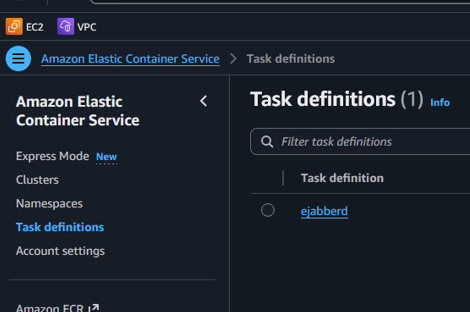 EC2 VPC
Amazon Elastic Container Service > Task definitions
Amazon Elastic
Container Service
Express Mode New
Clusters
Namespaces
Task definitions
Account settings
Amazon ECR
Task definitions (1) Info
Filter task definitions
Task definition
ejabberd